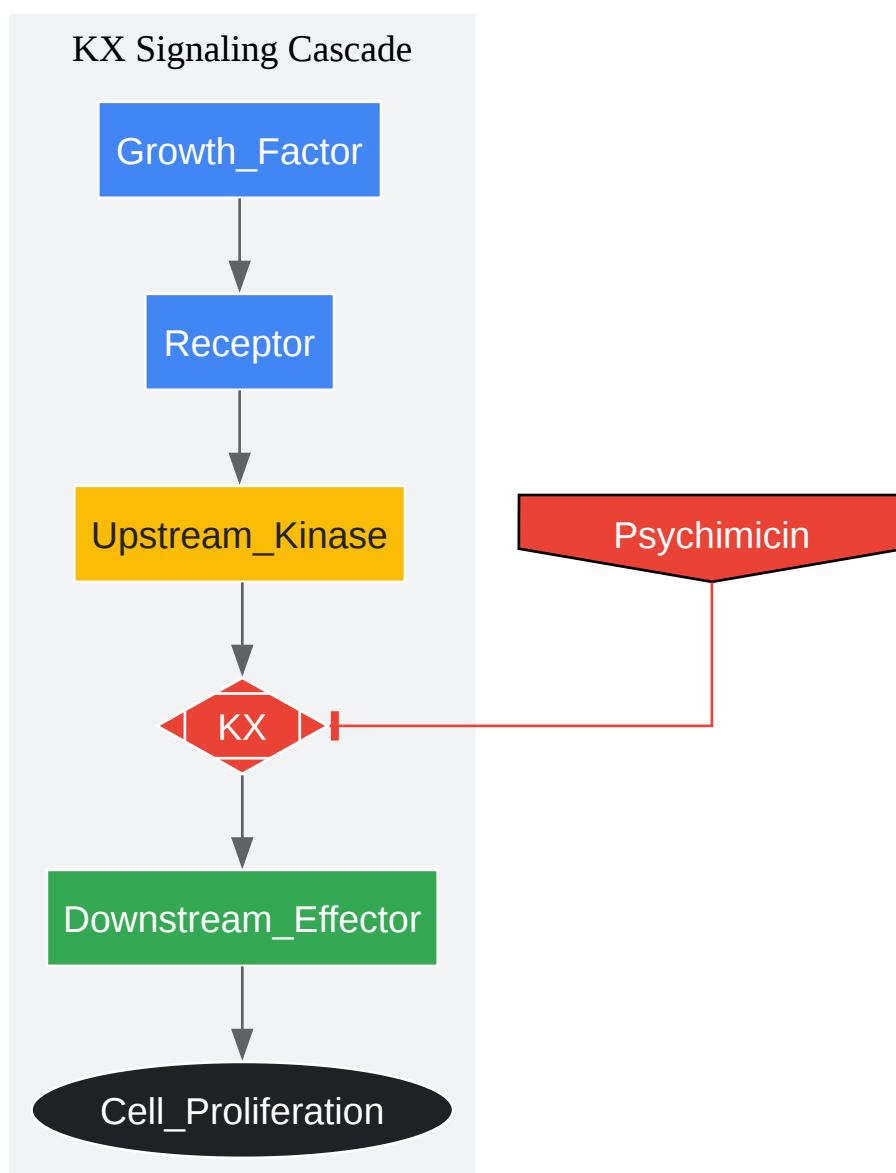 KX Signaling Cascade
Growth_Factor
Receptor
Upstream_Kinase
Psychimicin
KX
Downstream_Effector
Cell_Proliferation